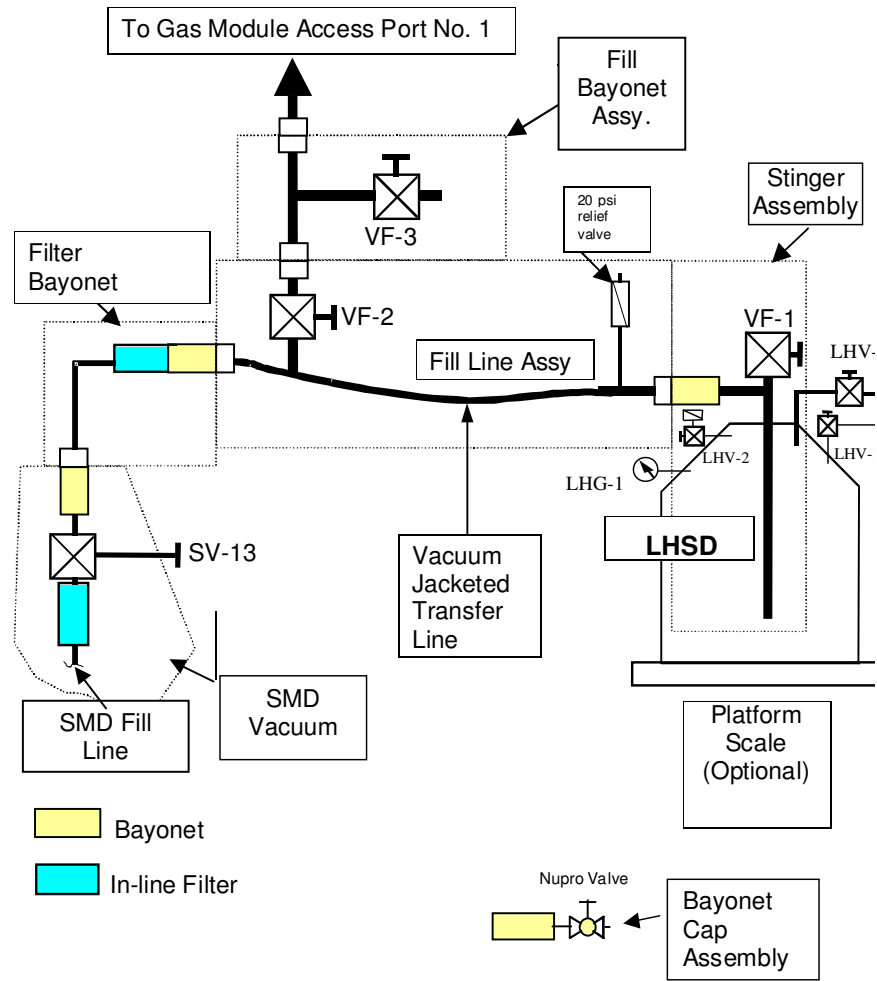 To Gas Module Access Port No. 1
Fill
Bayonet
Assy.
Stinger
Assembly
20 psi
relief
valve
VF-3
Filter
Bayonet
VF-2
VF-1
Fill Line Assy
LHV-
LHV-2
LHV-
LHG-1
LHSD
SV-13
Vacuum
Jacketed
Transfer
Line
SMD Fill
Line
SMD
Vacuum
Platform
Scale
(Optional)
Bayonet
In-line Filter
Nupro Valve
Bayonet
Cap
Assembly